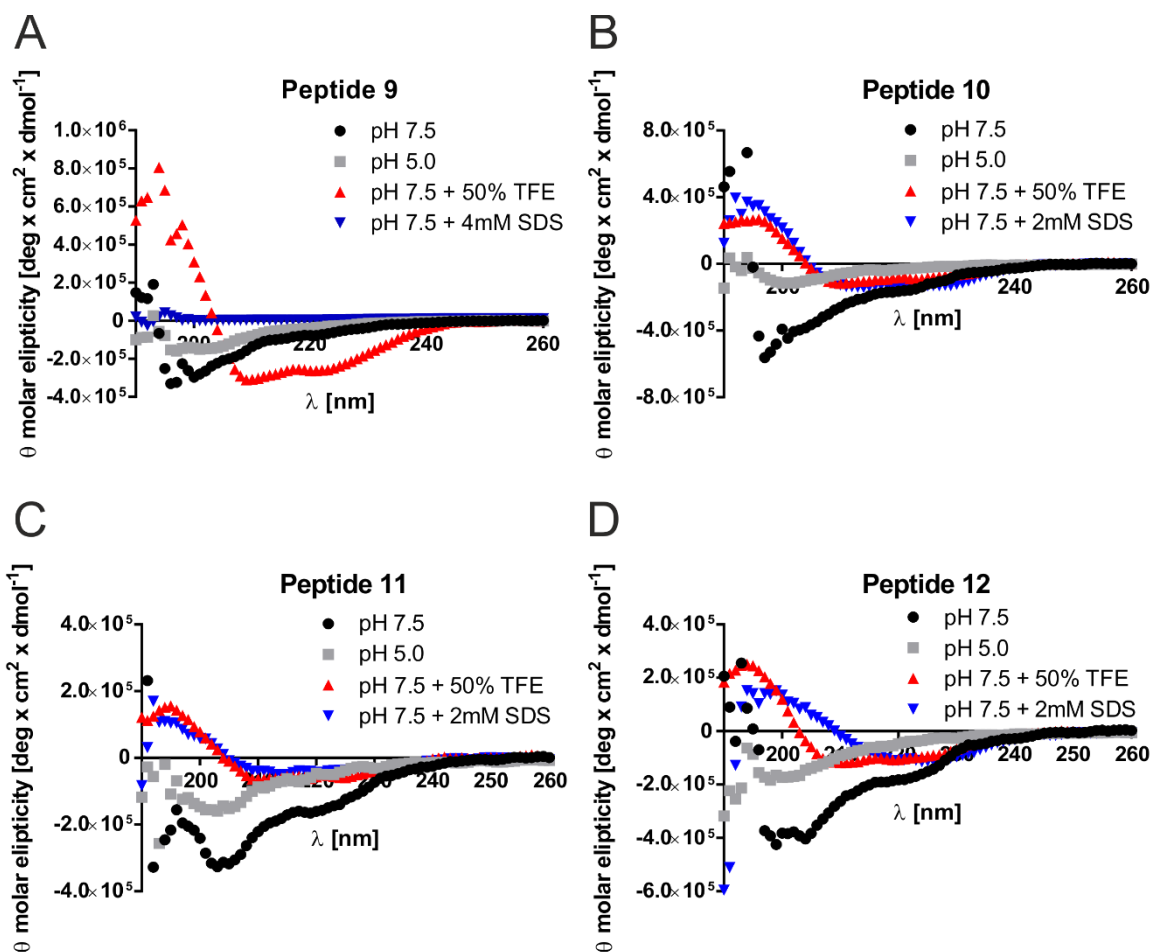 A
Peptide 9
pH 7.5
pH 5.0
pH 7.5 + 50% TFE
pH 7.5 + 4mM SDS
θ molar elipticity [deg x cm² x dmol⁻¹]
1.0×10⁶
8.0×10⁵
6.0×10⁵
4.0×10⁵
2.0×10⁵
0
-2.0×10⁵
-4.0×10⁵
200
220
240
260
λ [nm]
B
Peptide 10
pH 7.5
pH 5.0
pH 7.5 + 50% TFE
pH 7.5 + 2mM SDS
θ molar elipticity [deg x cm² x dmol⁻¹]
8.0×10⁵
4.0×10⁵
0
-4.0×10⁵
-8.0×10⁵
200
220
240
260
λ [nm]
C
Peptide 11
pH 7.5
pH 5.0
pH 7.5 + 50% TFE
pH 7.5 + 2mM SDS
θ molar elipticity [deg x cm² x dmol⁻¹]
4.0×10⁵
2.0×10⁵
0
-2.0×10⁵
-4.0×10⁵
200
210
220
230
240
250
260
λ [nm]
D
Peptide 12
pH 7.5
pH 5.0
pH 7.5 + 50% TFE
pH 7.5 + 2mM SDS
θ molar elipticity [deg x cm² x dmol⁻¹]
4.0×10⁵
2.0×10⁵
0
-2.0×10⁵
-4.0×10⁵
-6.0×10⁵
200
210
220
230
240
250
260
λ [nm]